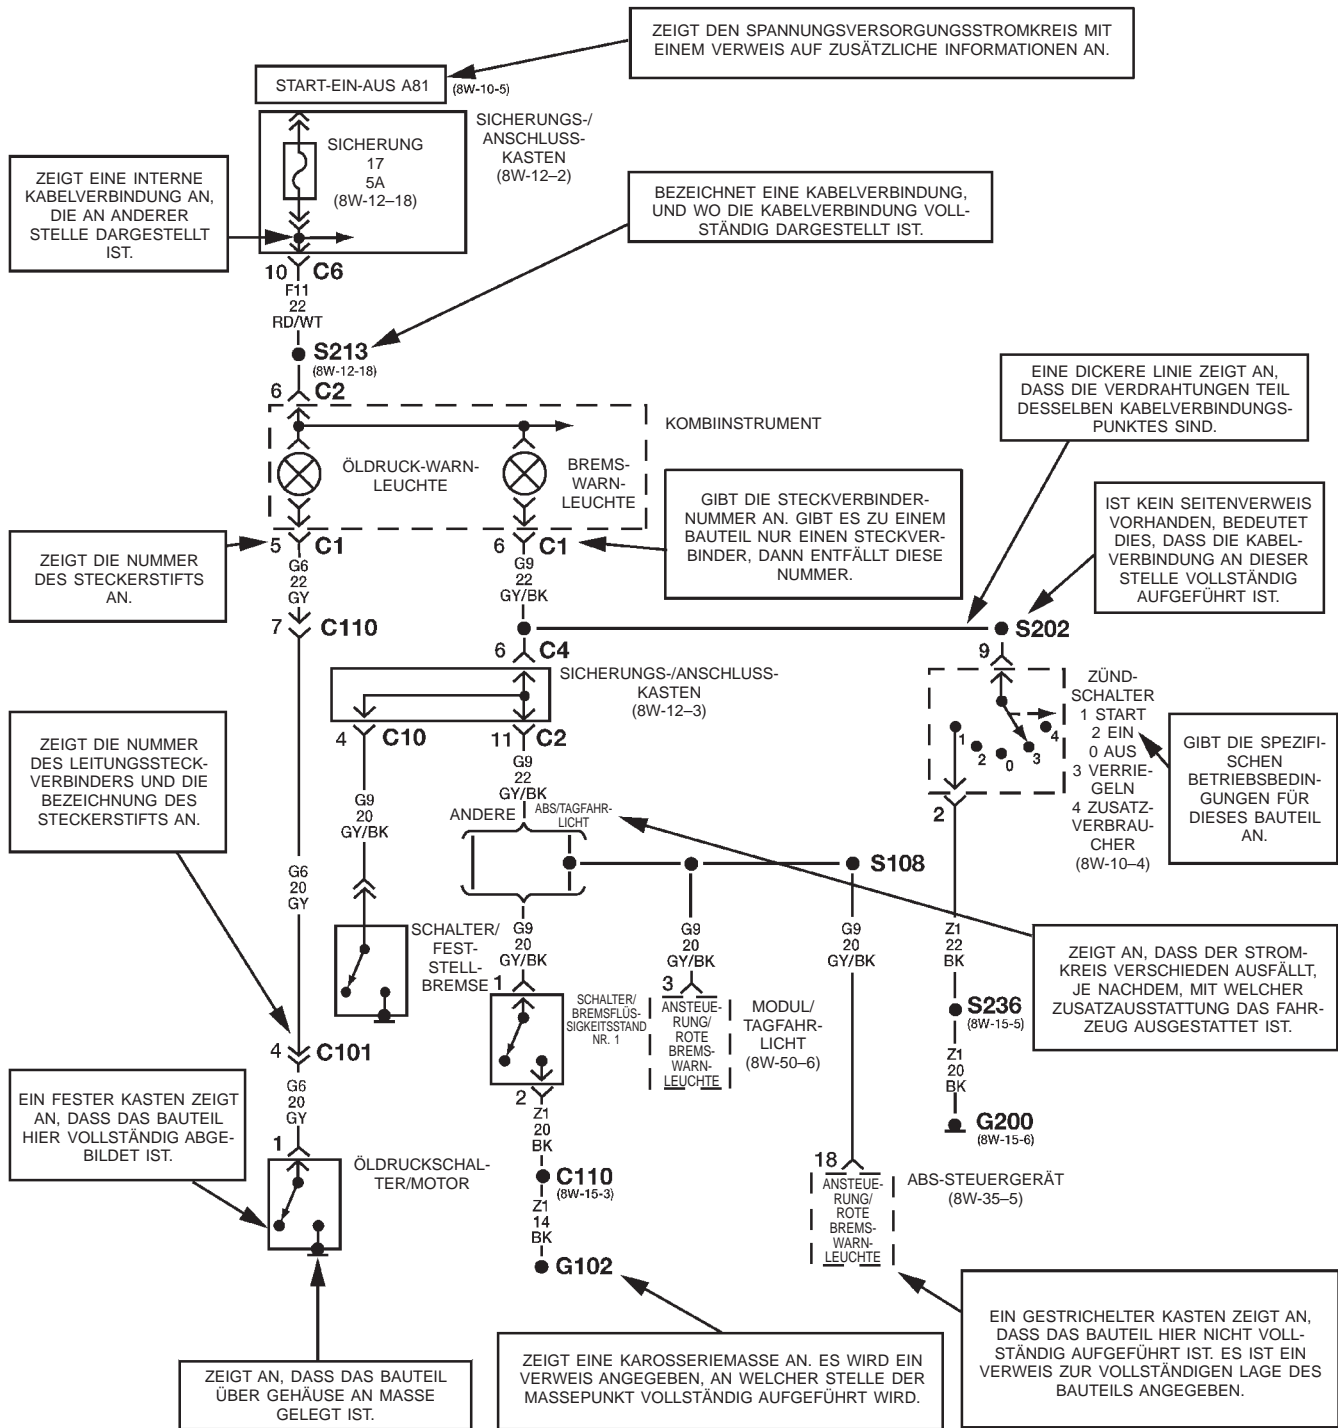 ZEIGT DEN SPANNUNGSVERSORGUNGSSTROMKREIS MIT
EINEM VERWEIS AUF ZUSÄTZLICHE INFORMATIONEN AN.
START-EIN-AUS A81
(8W-10-5)
SICHERUNG
17
5A
(8W-12–18)
SICHERUNGS-/
ANSCHLUSS-
KASTEN
(8W-12–2)
ZEIGT EINE INTERNE
KABELVERBINDUNG AN,
DIE AN ANDERER
STELLE DARGESTELLT
IST.
BEZEICHNET EINE KABELVERBINDUNG,
UND WO DIE KABELVERBINDUNG VOLL-
STÄNDIG DARGESTELLT IST.
10 C6
F11
22
RD/WT
S213
(8W-12-18)
6 C2
EINE DICKERE LINIE ZEIGT AN,
DASS DIE VERDRAHTUNGEN TEIL
DESSELBEN KABELVERBINDUNGS-
PUNKTES SIND.
KOMBIINSTRUMENT
ÖLDRUCK-WARN-
LEUCHTE
BREMS-
WARN-
LEUCHTE
GIBT DIE STECKVERBINDER-
NUMMER AN. GIBT ES ZU EINEM
BAUTEIL NUR EINEN STECKVER-
BINDER, DANN ENTFÄLLT DIESE
NUMMER.
IST KEIN SEITENVERWEIS
VORHANDEN, BEDEUTET
DIES, DASS DIE KABEL-
VERBINDUNG AN DIESER
STELLE VOLLSTÄNDIG
AUFGEFÜHRT IST.
ZEIGT DIE NUMMER
DES STECKERSTIFTS
AN.
5 C1
G6
22
GY
6 C1
G9
22
GY/BK
7 C110
S202
6 C4
9
SICHERUNGS-/ANSCHLUSS-
KASTEN
(8W-12–3)
ZÜND-
SCHALTER
1 START
2 EIN
0 AUS
3 VERRIE-
GELN
4 ZUSATZ-
VERBRAU-
CHER
(8W-10–4)
1
2
0
3
4
GIBT DIE SPEZIFI-
SCHEN
BETRIEBSBEDIN-
GUNGEN FÜR
DIESES BAUTEIL
AN.
ZEIGT DIE NUMMER
DES LEITUNGSSTECK-
VERBINDERS UND DIE
BEZEICHNUNG DES
STECKERSTIFTS AN.
4 C10
11 C2
G9
22
GY/BK
G9
20
GY/BK
2
ANDERE
ABS/TAGFAHR-
LICHT
S108
G6
20
GY
G9
20
GY/BK
G9
20
GY/BK
G9
20
GY/BK
Z1
22
BK
SCHALTER/
FEST-
STELL-
BREMSE
ZEIGT AN, DASS DER STROM-
KREIS VERSCHIEDEN AUSFÄLLT,
JE NACHDEM, MIT WELCHER
ZUSATZAUSSTATTUNG DAS FAHR-
ZEUG AUSGESTATTET IST.
1
SCHALTER/
BREMSFLÜS-
SIGKEITSSTAND
NR. 1
3
ANSTEUE-
RUNG/
ROTE
BREMS-
WARN-
LEUCHTE
MODUL/
TAGFAHR-
LICHT
(8W-50–6)
S236
(8W-15-5)
Z1
20
BK
4 C101
G6
20
GY
2
Z1
20
BK
G200
(8W-15-6)
EIN FESTER KASTEN ZEIGT
AN, DASS DAS BAUTEIL
HIER VOLLSTÄNDIG ABGE-
BILDET IST.
1
ÖLDRUCKSCHAL-
TER/MOTOR
C110
(8W-15-3)
Z1
14
BK
G102
18
ANSTEUE-
RUNG/
ROTE
BREMS-
WARN-
LEUCHTE
ABS-STEUERGERÄT
(8W-35–5)
ZEIGT AN, DASS DAS BAUTEIL
ÜBER GEHÄUSE AN MASSE
GELEGT IST.
ZEIGT EINE KAROSSERIEMASSE AN. ES WIRD EIN
VERWEIS ANGEGEBEN, AN WELCHER STELLE DER
MASSEPUNKT VOLLSTÄNDIG AUFGEFÜHRT WIRD.
EIN GESTRICHELTER KASTEN ZEIGT AN,
DASS DAS BAUTEIL HIER NICHT VOLL-
STÄNDIG AUFGEFÜHRT IST. ES IST EIN
VERWEIS ZUR VOLLSTÄNDIGEN LAGE DES
BAUTEILS ANGEGEBEN.